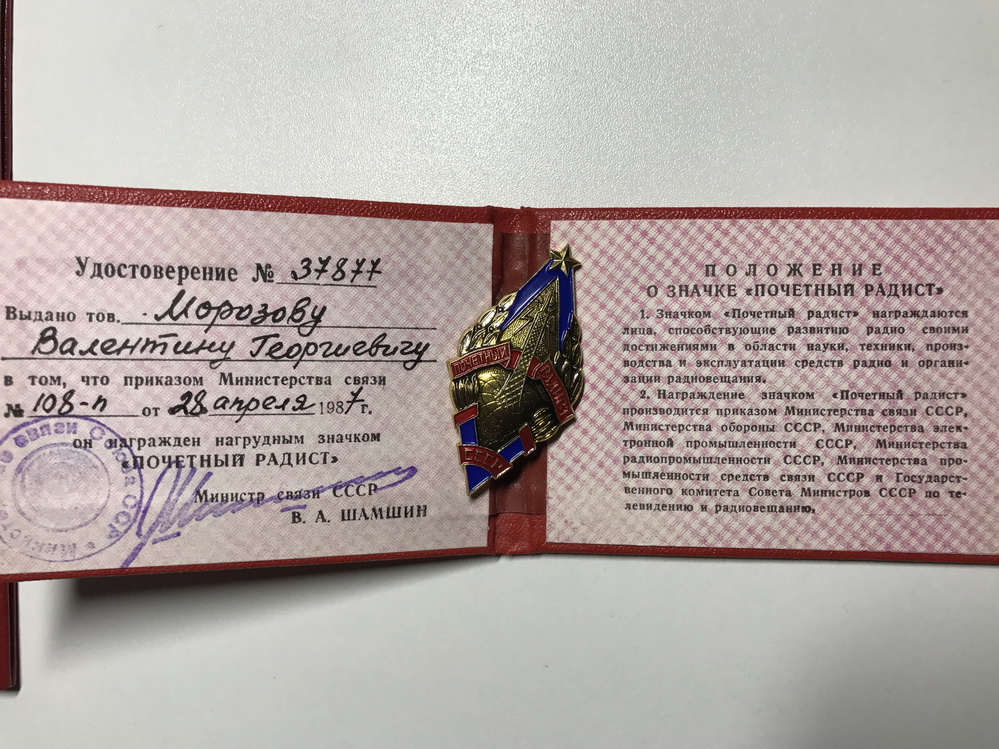 Удостоверение № 37877
Выдано тов. Морозову
Валентину Георгиевичу
в том, что приказом Министерства связи
№ 108-п от 28 апреля 1987 г.
он награжден нагрудным значком
«ПОЧЕТНЫЙ РАДИСТ»
Министр связи СССР
В. А. ШАМШИН
связи С
ПОЧЕТНЫЙ
РАДИСТ
СССР
ПОЛОЖЕНИЕ
О ЗНАЧКЕ «ПОЧЕТНЫЙ РАДИСТ»
1. Значком «Почетный радист» награждаются
лица, способствующие развитию радио своими
достижениями в области науки, техники, произ-
водства и эксплуатации средств радио и органи-
зации радиовещания.
2. Награждение значком «Почетный радист»
производится приказом Министерства связи СССР,
Министерства обороны СССР, Министерства элек-
тронной промышленности СССР, Министерства
радиопромышленности СССР, Министерства про-
мышленности средств связи СССР и Государст-
венного комитета Совета Министров СССР по те-
левидению и радиовещанию.